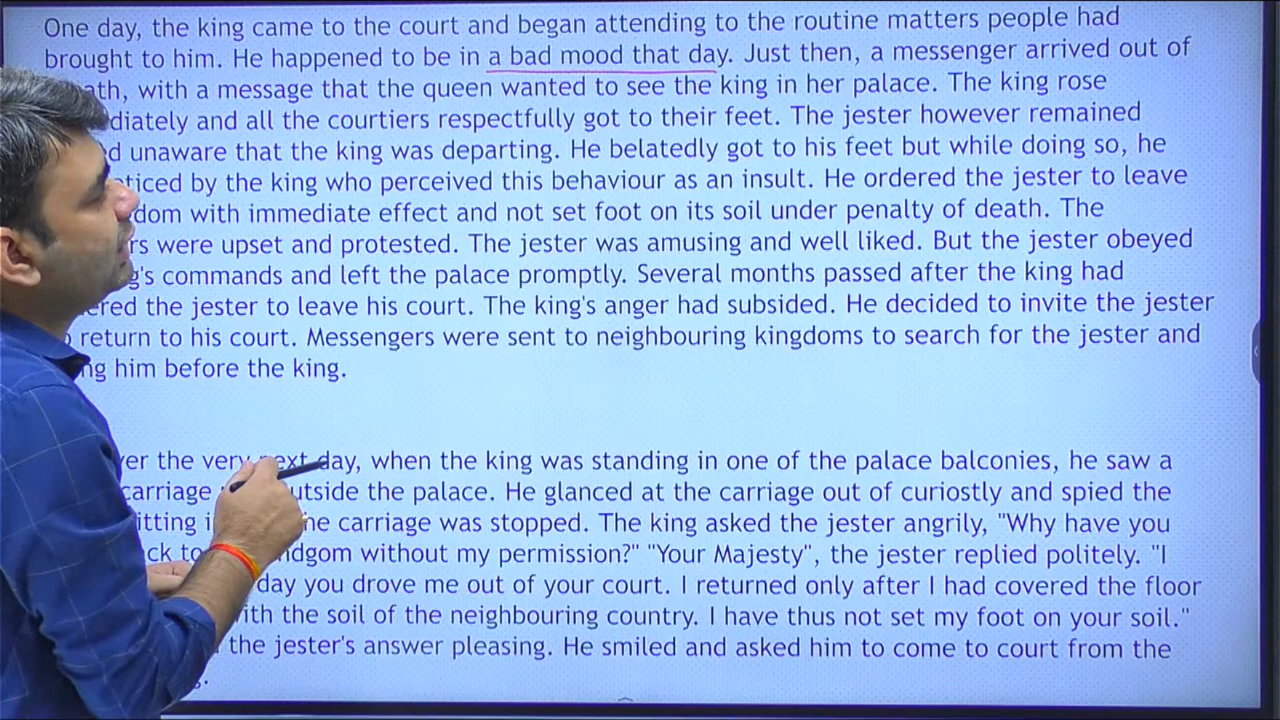 One day, the king came to the court and began attending to the routine matters people had
brought to him. He happened to be in a bad mood that day. Just then, a messenger arrived out of
with a message that the queen wanted to see the king in her palace. The king rose
and all the courtiers respectfully got to their feet. The jester however remained
unaware that the king was departing. He belatedly got to his feet but while doing so, he
by the king who perceived this behaviour as an insult. He ordered the jester to leave
with immediate effect and not set foot on its soil under penalty of death. The
were upset and protested. The jester was amusing and well liked. But the jester obeyed
commands and left the palace promptly. Several months passed after the king had
the jester to leave his court. The king's anger had subsided. He decided to invite the jester
return to his court. Messengers were sent to neighbouring kingdoms to search for the jester and
him before the king.
the very next day, when the king was standing in one of the palace balconies, he saw a
carriage outside the palace. He glanced at the carriage out of curiostly and spied the
carriage was stopped. The king asked the jester angrily, "Why have you
without my permission?" "Your Majesty", the jester replied politely. "I
day you drove me out of your court. I returned only after I had covered the floor
with the soil of the neighbouring country. I have thus not set my foot on your soil."
the jester's answer pleasing. He smiled and asked him to come to court from the